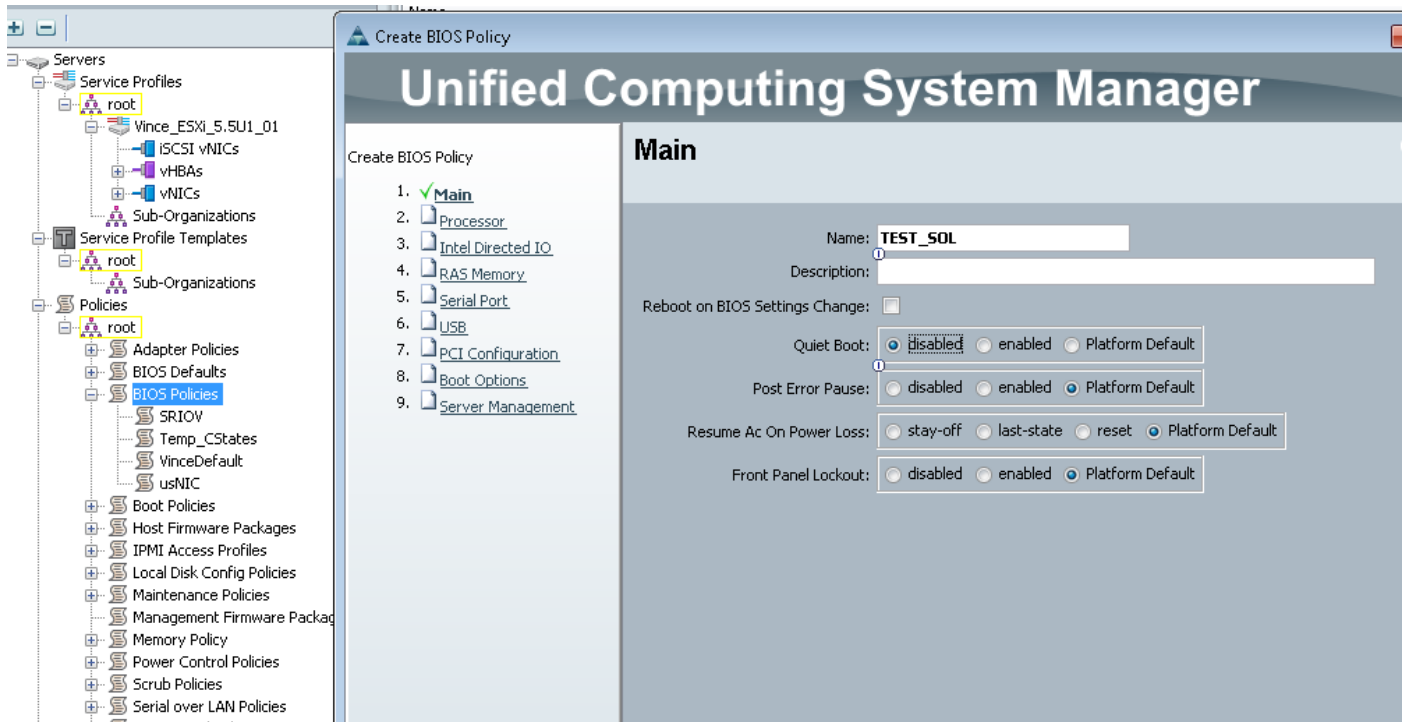 Create BIOS Policy
Unified Computing System Manager
Servers
Service Profiles
root
Vince_ESXi_5.5U1_01
iSCSI vNICs
vHBAs
vNICs
Sub-Organizations
Service Profile Templates
root
Sub-Organizations
Policies
root
Adapter Policies
BIOS Defaults
BIOS Policies
SRIOV
Temp_CStates
VinceDefault
usNIC
Boot Policies
Host Firmware Packages
IPMI Access Profiles
Local Disk Config Policies
Maintenance Policies
Management Firmware Packag
Memory Policy
Power Control Policies
Scrub Policies
Serial over LAN Policies
Create BIOS Policy
1. Main
2. Processor
3. Intel Directed IO
4. RAS Memory
5. Serial Port
6. USB
7. PCI Configuration
8. Boot Options
9. Server Management
Main
Name: TEST_SOL
Description:
Reboot on BIOS Settings Change:
Quiet Boot: disabled enabled Platform Default
Post Error Pause: disabled enabled Platform Default
Resume Ac On Power Loss: stay-off last-state reset Platform Default
Front Panel Lockout: disabled enabled Platform Default